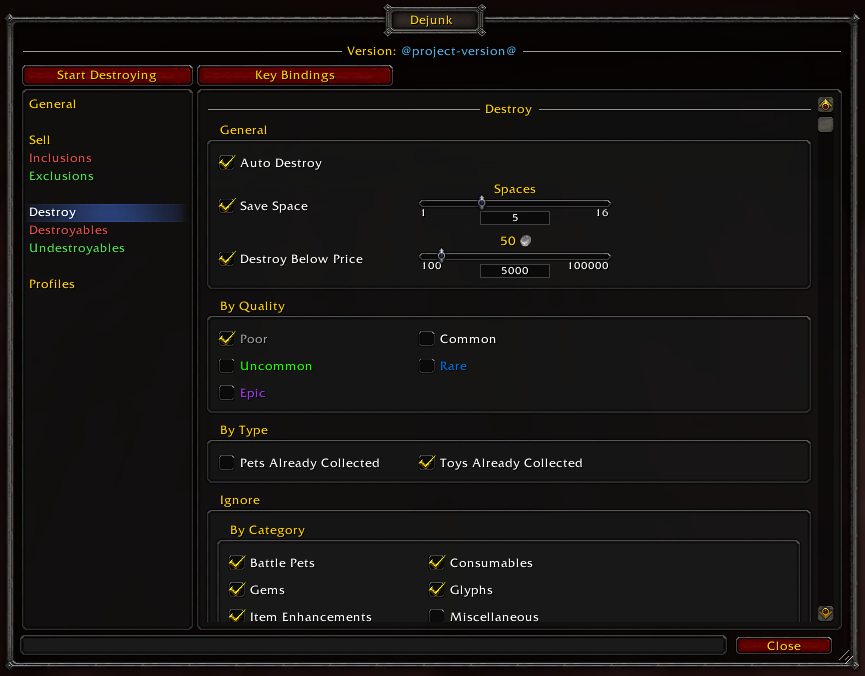 Dejunk
Version: @project-version@
Start Destroying
Key Bindings
General
Sell
Inclusions
Exclusions
Destroy
Destroyables
Undestroyables
Profiles
Destroy
General
Auto Destroy
Spaces
Save Space
1
16
5
50
Destroy Below Price
100
100000
5000
By Quality
Poor
Common
Uncommon
Rare
Epic
By Type
Pets Already Collected
Toys Already Collected
Ignore
By Category
Battle Pets
Consumables
Gems
Glyphs
Item Enhancements
Miscellaneous
Close